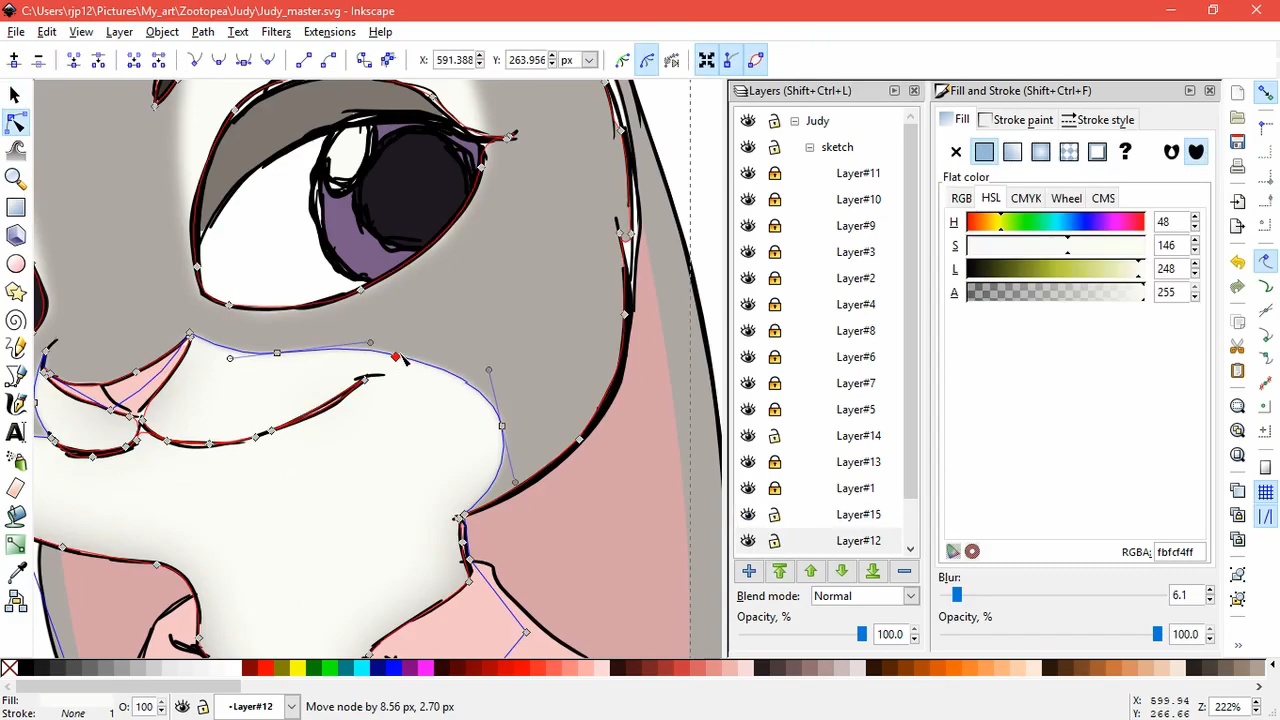 C:\Users\rjp12\Pictures\My_art\Zootopea\Judy\Judy_master.svg - Inkscape
File Edit View Layer Object Path Text Filters Extensions Help
X: 591.388 Y: 263.956 px
Layers (Shift+Ctrl+L) Fill and Stroke (Shift+Ctrl+F)
Judy
sketch
Layer#11
Layer#10
Layer#9
Layer#3
Layer#2
Layer#4
Layer#8
Layer#6
Layer#7
Layer#5
Layer#14
Layer#13
Layer#1
Layer#15
Layer#12
Blend mode: Normal
Opacity, % 100.0
Fill Stroke paint Stroke style
Flat color
RGB HSL CMYK Wheel CMS
H 48
S 146
L 248
A 255
RGBA: fbfcf4ff
Blur:
6.1
Opacity, %
100.0
Fill:
Stroke: None 1
O: 100
Layer#12
Move node by 8.56 px, 2.70 px
X: 599.94
Y: 266.66
Z: 222%